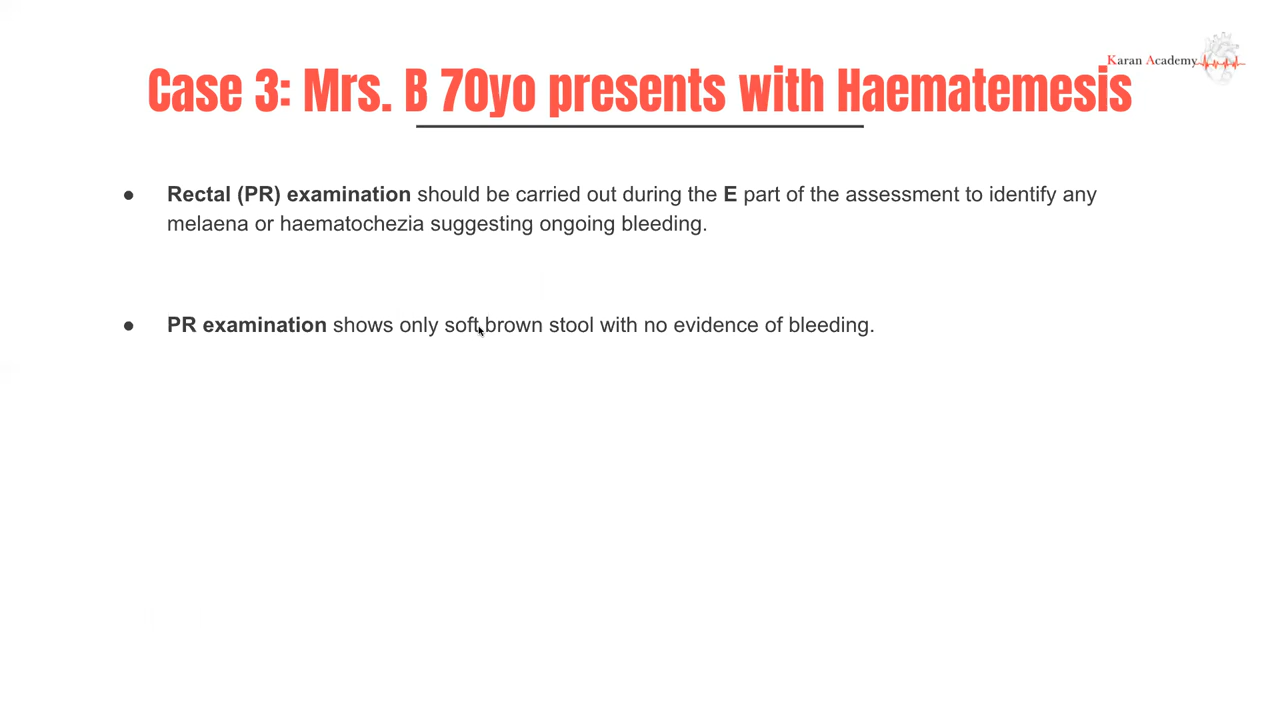 Karan Academy
Case 3: Mrs. B 70yo presents with Haematemesis
● Rectal (PR) examination should be carried out during the E part of the assessment to identify any
melaena or haematochezia suggesting ongoing bleeding.
● PR examination shows only soft brown stool with no evidence of bleeding.